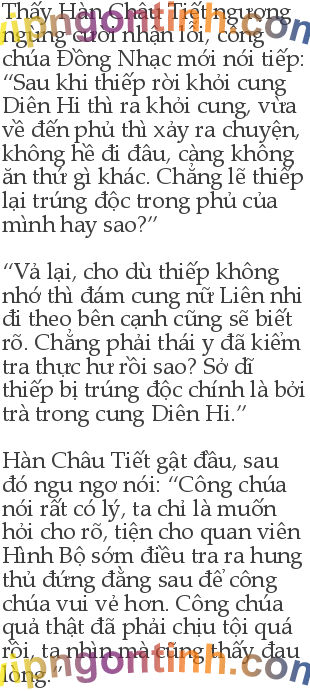 Thấy Hàn Châu Tiết ngượng
ngùng cười nhận lỗi, công
chúa Đồng Nhạc mới nói tiếp:
“Sau khi thiếp rời khỏi cung
Diên Hi thì ra khỏi cung, vừa
về đến phủ thì xảy ra chuyện,
không hề đi đâu, càng không
ăn thứ gì khác. Chẳng lẽ thiếp
lại trúng độc trong phủ của
mình hay sao?”
“Vả lại, cho dù thiếp không
nhớ thì đám cung nữ Liên nhi
đi theo bên cạnh cũng sẽ biết
rõ. Chẳng phải thái y đã kiểm
tra thực hư rồi sao? Sở dĩ
thiếp bị trúng độc chính là bởi
trà trong cung Diên Hi.”
Hàn Châu Tiết gật đầu, sau
đó ngu ngơ nói: “Công chúa
nói rất có lý, ta chỉ là muốn
hỏi cho rõ, tiện cho quan viên
Hình Bộ sớm điều tra ra hung
thủ đứng đằng sau để công
chúa vui vẻ hơn. Công chúa
quả thật đã phải chịu tội quá
rồi, ta nhìn mà cũng thấy đau
lòng.”
vipngontinh.com